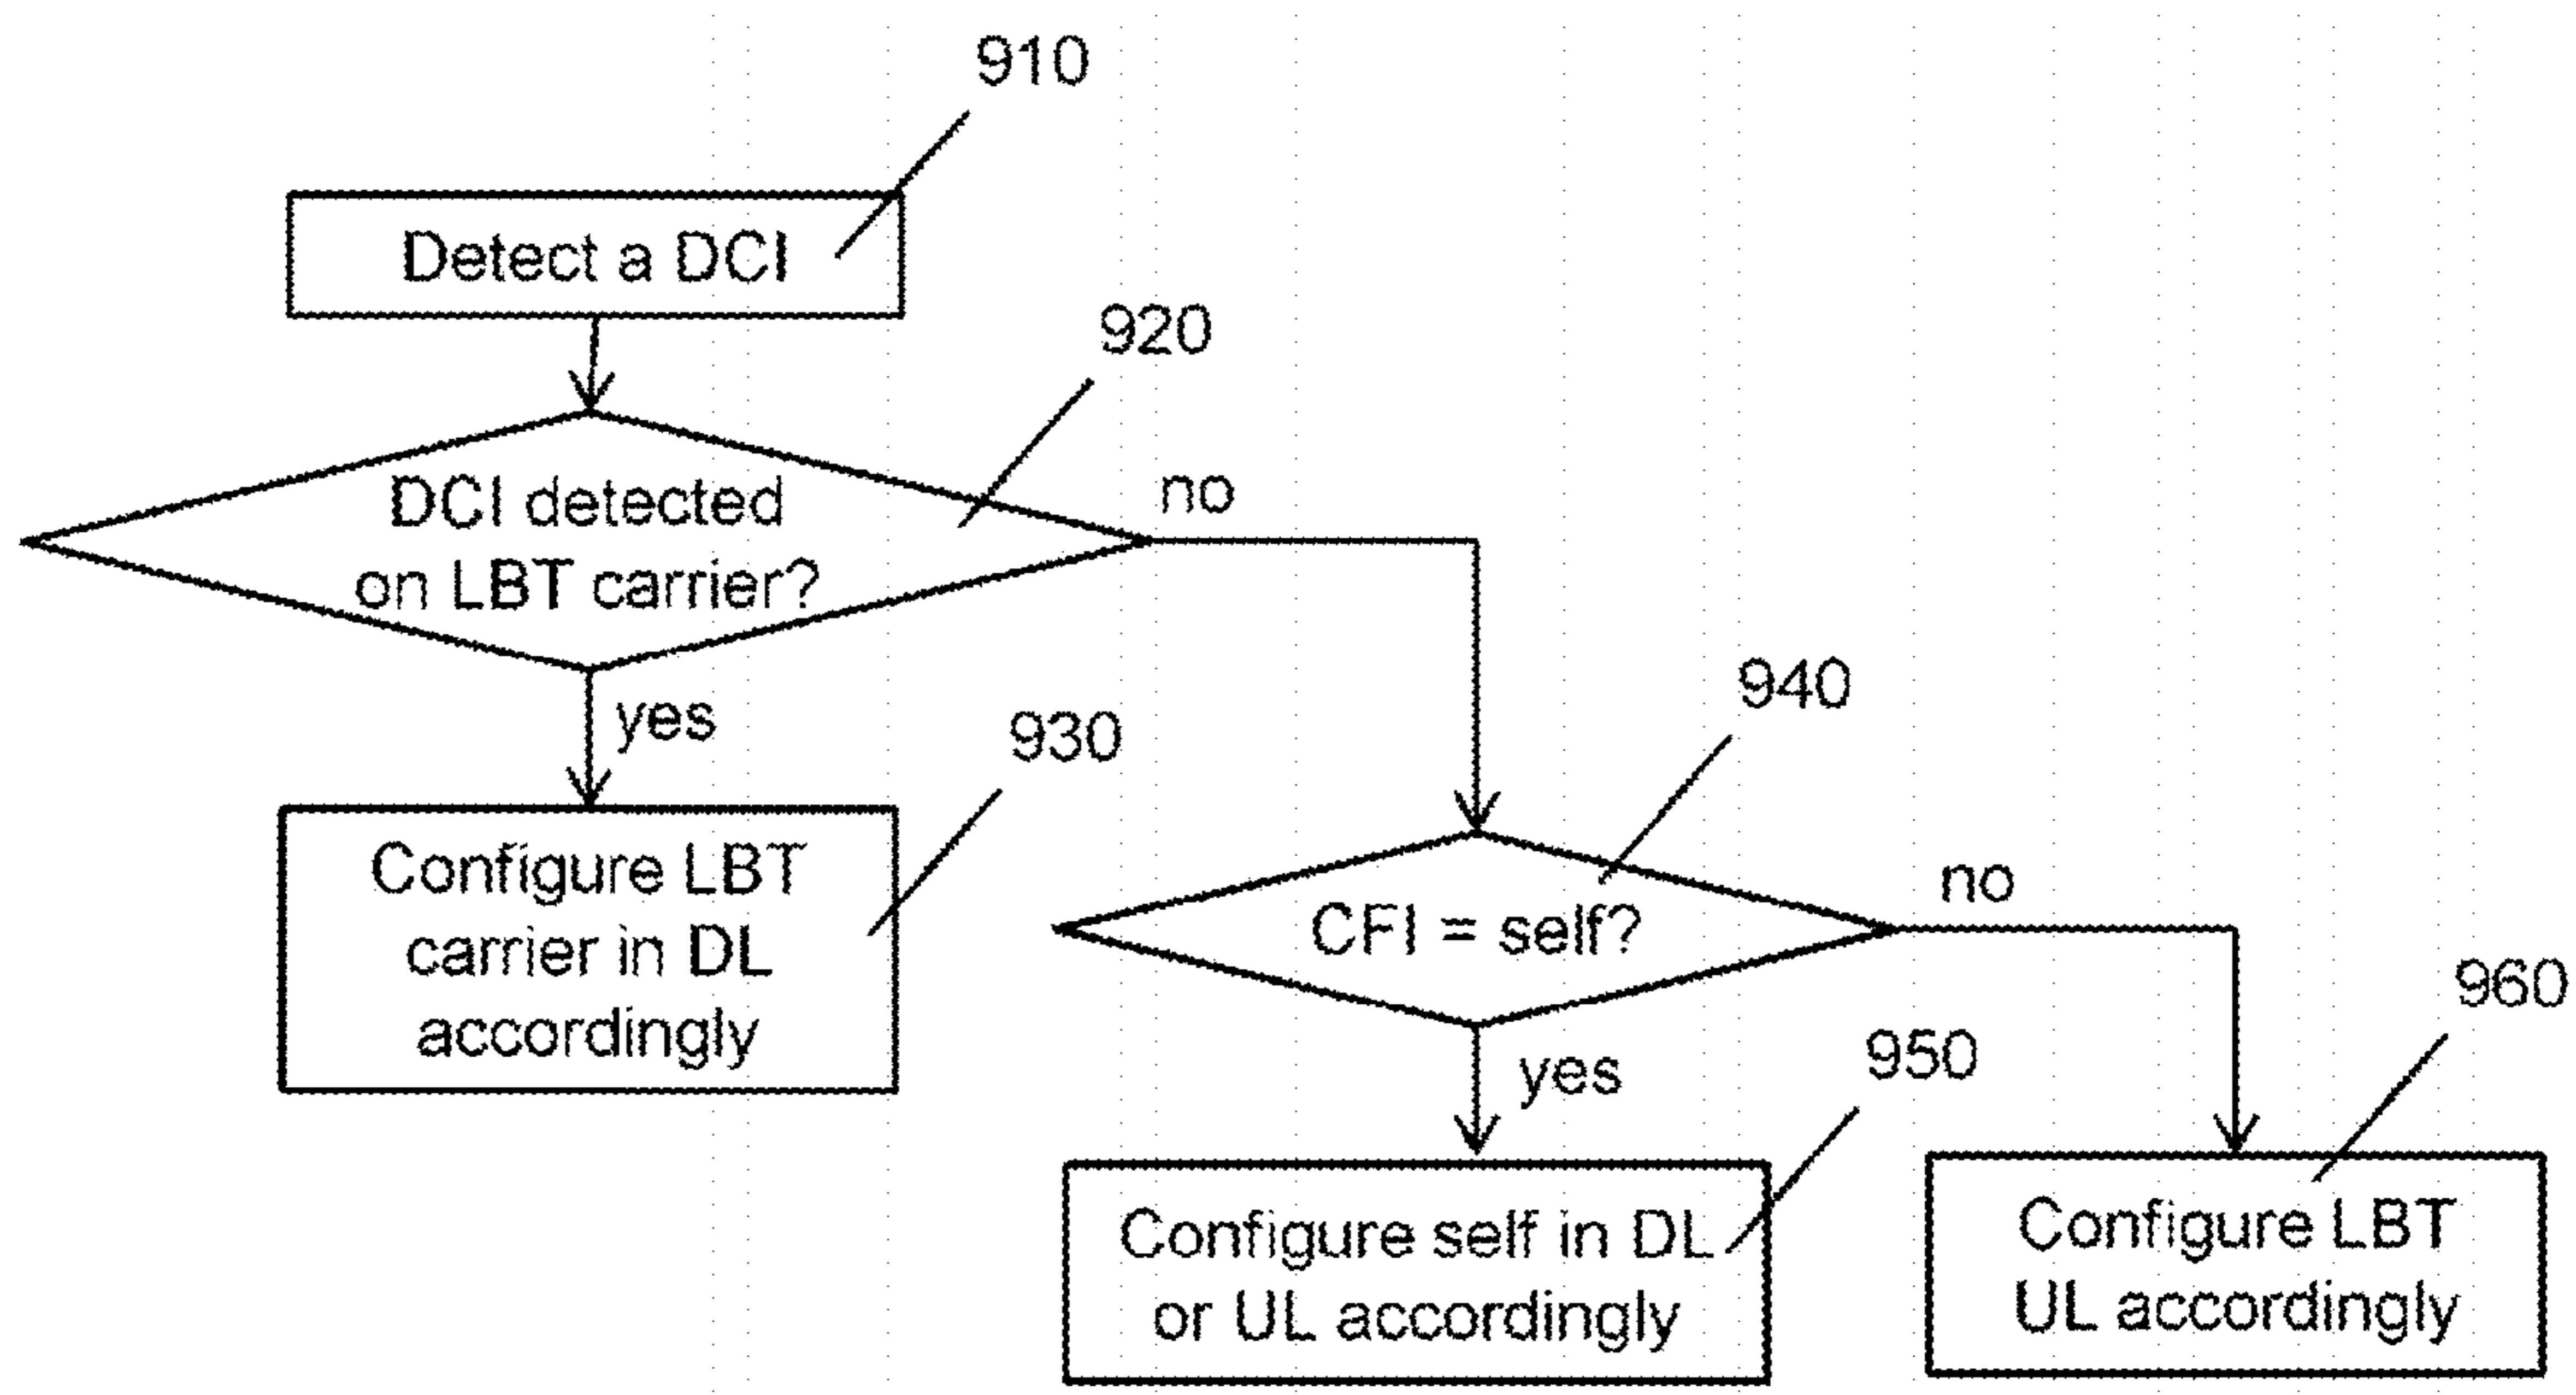 910
Detect a DCI
920
DCI detected
on LBT carrier?
no
yes
930
Configure LBT
carrier in DL
accordingly
940
CFI = self?
no
yes
950
Configure self in DL
or UL accordingly
960
Configure LBT
UL accordingly